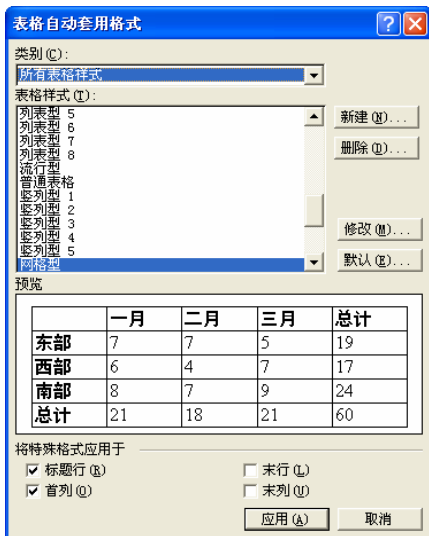 表格自动套用格式
类别(C):
所有表格样式
表格样式(T):
列表型 5
列表型 6
列表型 7
列表型 8
流行型
普通表格
竖列型 1
竖列型 2
竖列型 3
竖列型 4
竖列型 5
网格型
新建(N)...
删除(D)...
修改(M)...
默认(E)...
预览
一月 二月 三月 总计
东部 7 7 5 19
西部 6 4 7 17
南部 8 7 9 24
总计 21 18 21 60
将特殊格式应用于
标题行(R) 末行(L)
首列(O) 末列(U)
应用(A) 取消